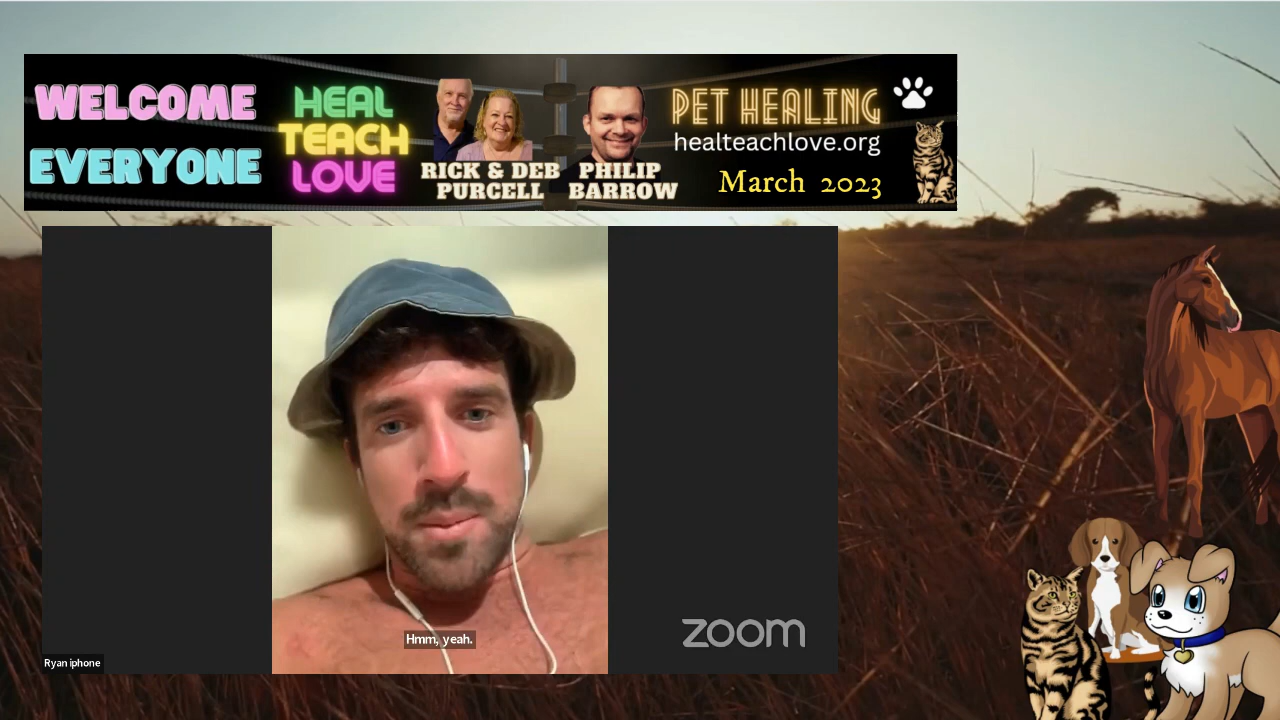 WELCOME
EVERYONE
HEAL
TEACH
LOVE
RICK & DEB
PURCELL
PHILIP
BARROW
PET HEALING
healteachlove.org
March 2023
Hmm, yeah.
zoom
Ryan iphone